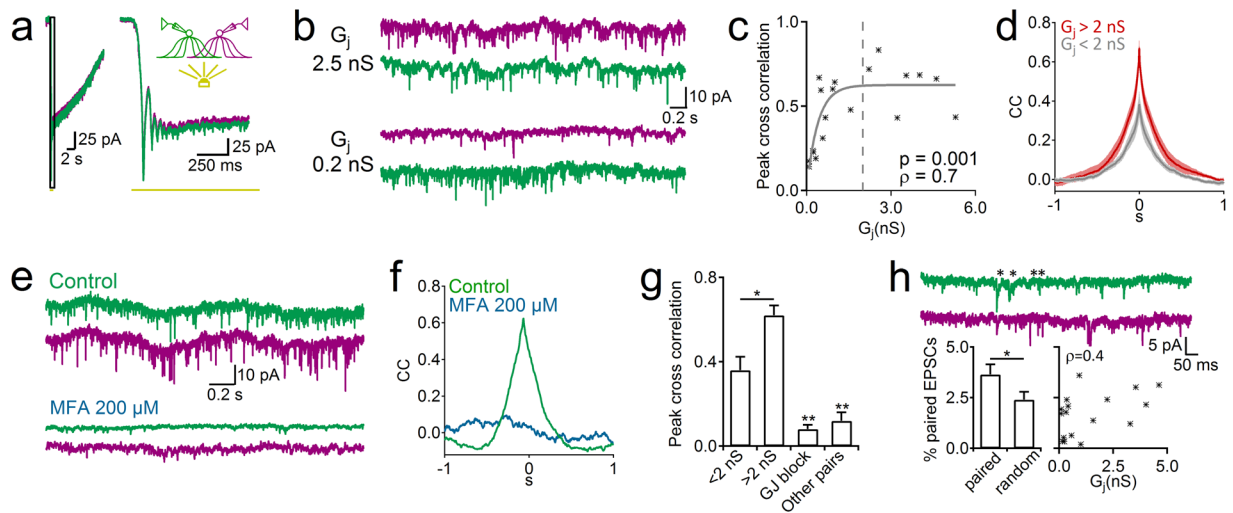 a
25 pA
2 s
25 pA
250 ms
b
Gj
2.5 nS
10 pA
0.2 s
Gj
0.2 nS
c
Peak cross correlation
1.0
0.5
0.0
p = 0.001
ρ = 0.7
0.0 3.0 6.0
Gj(nS)
d
Gj > 2 nS
Gj < 2 nS
CC
0.8
0.6
0.4
0.2
0.0
-1 0 1
s
e
Control
10 pA
0.2 s
MFA 200 µM
f
Control
MFA 200 µM
CC
0.6
0.4
0.2
0.0
-1 0 1
s
g
Peak cross correlation
0.8
0.4
0.0
*
**
**
<2 nS
>2 nS
GJ block
Other pairs
h
* * **
5 pA
50 ms
% paired EPSCs
5.0
2.5
0.0
*
paired
random
ρ=0.4
0.0 2.5 5.0
Gj(nS)